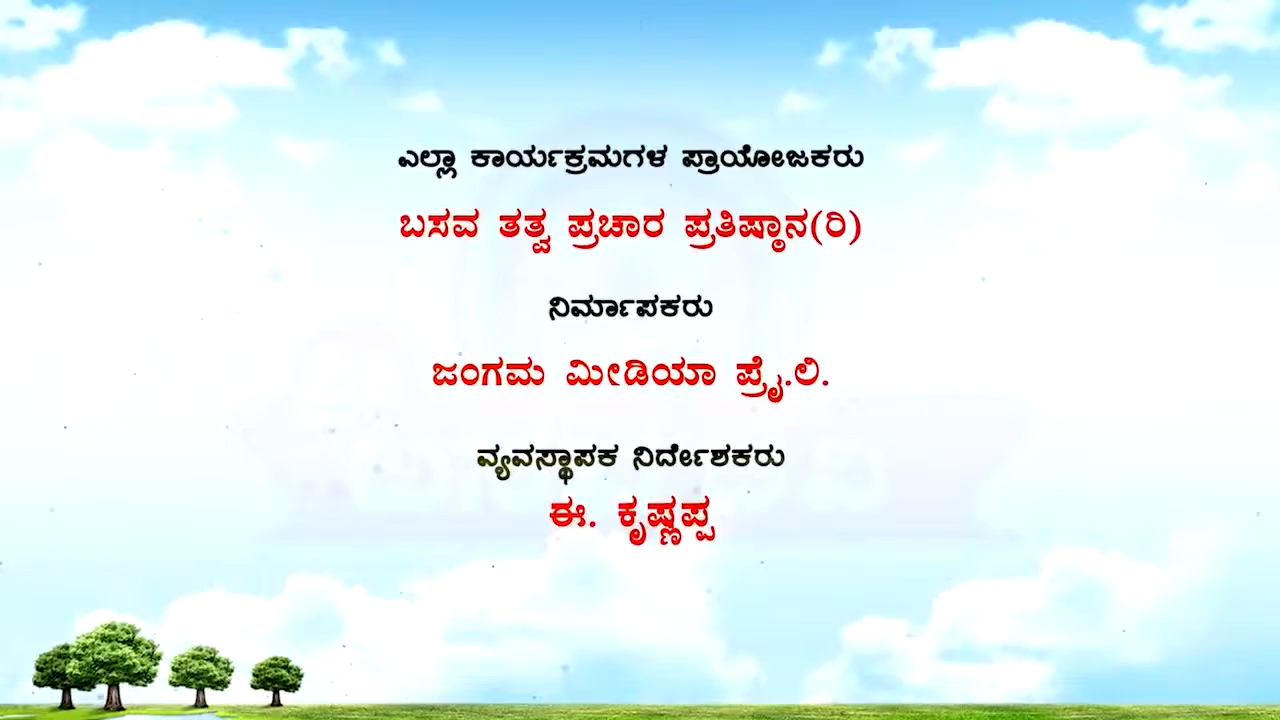 ಎಲ್ಲಾ ಕಾರ್ಯಕ್ರಮಗಳ ಪ್ರಾಯೋಜಕರು
ಬಸವ ತತ್ವ ಪ್ರಚಾರ ಪ್ರತಿಷ್ಠಾನ(ರಿ)
ನಿರ್ಮಾಪಕರು
ಜಂಗಮ ಮೀಡಿಯಾ ಪ್ರೈ.ಲಿ.
ವ್ಯವಸ್ಥಾಪಕ ನಿರ್ದೇಶಕರು
ಈ. ಕೃಷ್ಣಪ್ಪ